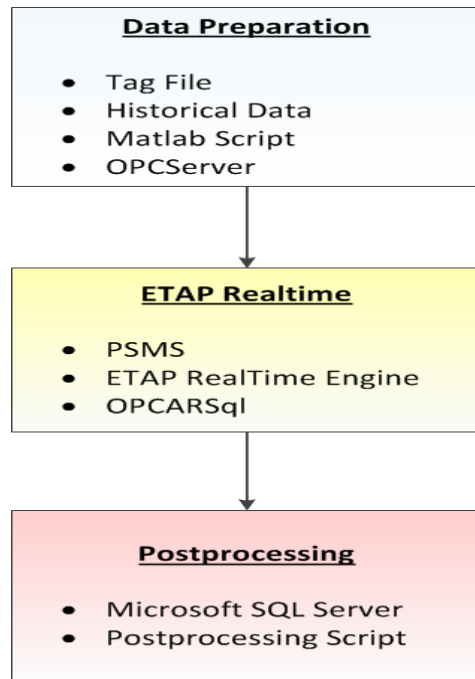 Data Preparation
• Tag File
• Historical Data
• Matlab Script
• OPCServer
ETAP Realtime
• PSMS
• ETAP RealTime Engine
• OPCARSql
Postprocessing
• Microsoft SQL Server
• Postprocessing Script